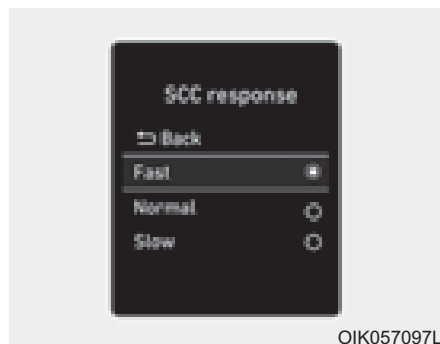 SCC response
Back
Fast
Normal
Slow
OIK057097L